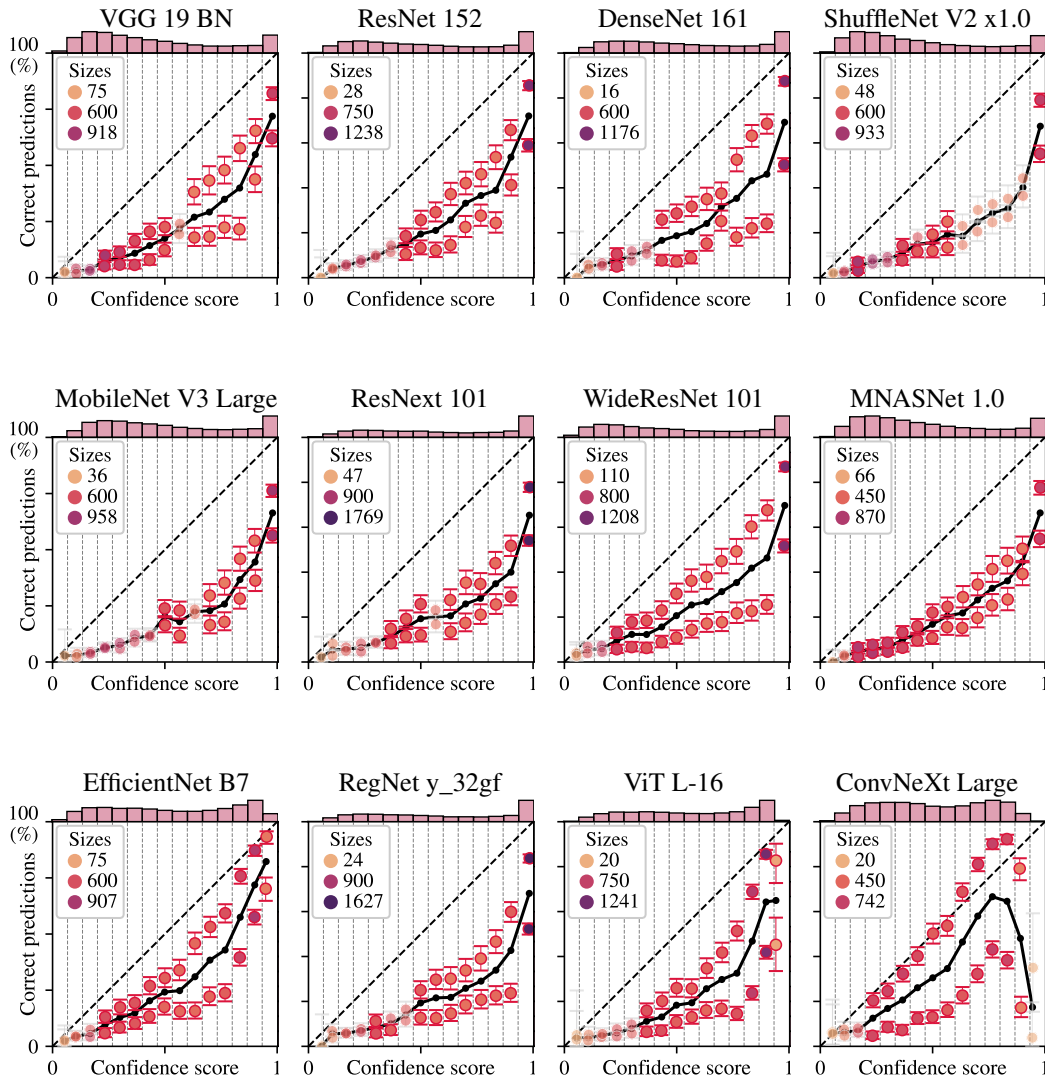 VGG 19 BN
100
(%)
Correct predictions
0
Sizes
75
600
918
0
Confidence score
1
ResNet 152
Sizes
28
750
1238
0
Confidence score
1
DenseNet 161
Sizes
16
600
1176
0
Confidence score
1
ShuffleNet V2 x1.0
Sizes
48
600
933
0
Confidence score
1
MobileNet V3 Large
100
(%)
Correct predictions
0
Sizes
36
600
958
0
Confidence score
1
ResNext 101
Sizes
47
900
1769
0
Confidence score
1
WideResNet 101
Sizes
110
800
1208
0
Confidence score
1
MNASNet 1.0
Sizes
66
450
870
0
Confidence score
1
EfficientNet B7
100
(%)
Correct predictions
0
Sizes
75
600
907
0
Confidence score
1
RegNet y_32gf
Sizes
24
900
1627
0
Confidence score
1
ViT L-16
Sizes
20
750
1241
0
Confidence score
1
ConvNeXt Large
Sizes
20
450
742
0
Confidence score
1